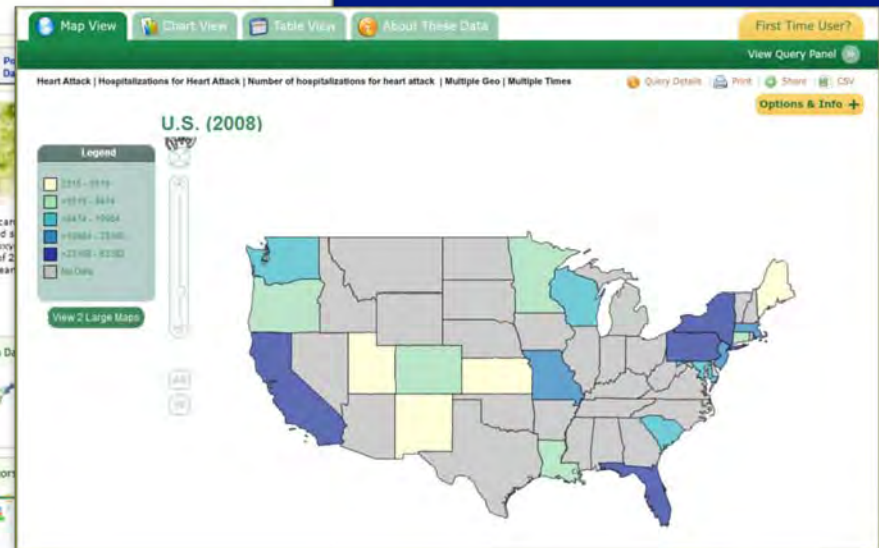 Map View
Chart View
Table View
About These Data
First Time User?
View Query Panel
Heart Attack | Hospitalizations for Heart Attack | Number of hospitalizations for heart attack | Multiple Geo | Multiple Times
Query Details
Print
Share
CSV
Options & Info +
U.S. (2008)
Legend
No Data
View 2 Large Maps